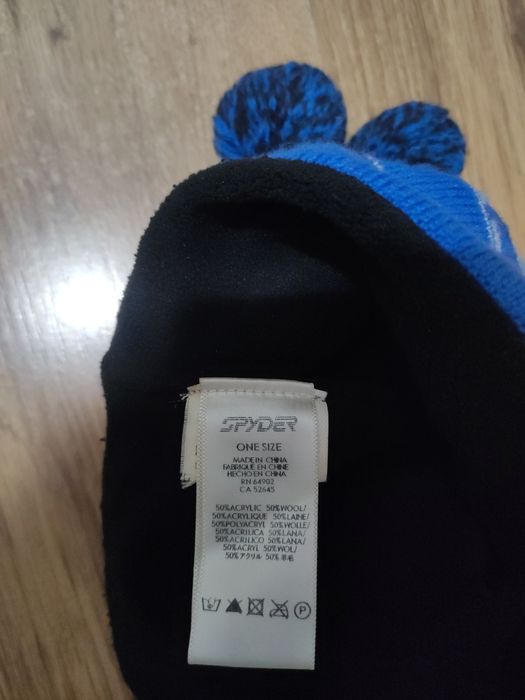 SPYDER
ONE SIZE
MADE IN CHINA
FABRIQUE EN CHINE
HECHO EN CHINA
RN 64902
CA 52645
50%ACRYLIC 50%WOOL/
50%ACRYLIQUE 50%LAINE/
50%POLYACRYL 50%WOLLE/
50%ACRILICA 50%LANA/
50%ACRILICO 50%LANA/
50%ACRYL 50%WOL/
50%アクリル 50%羊毛
P